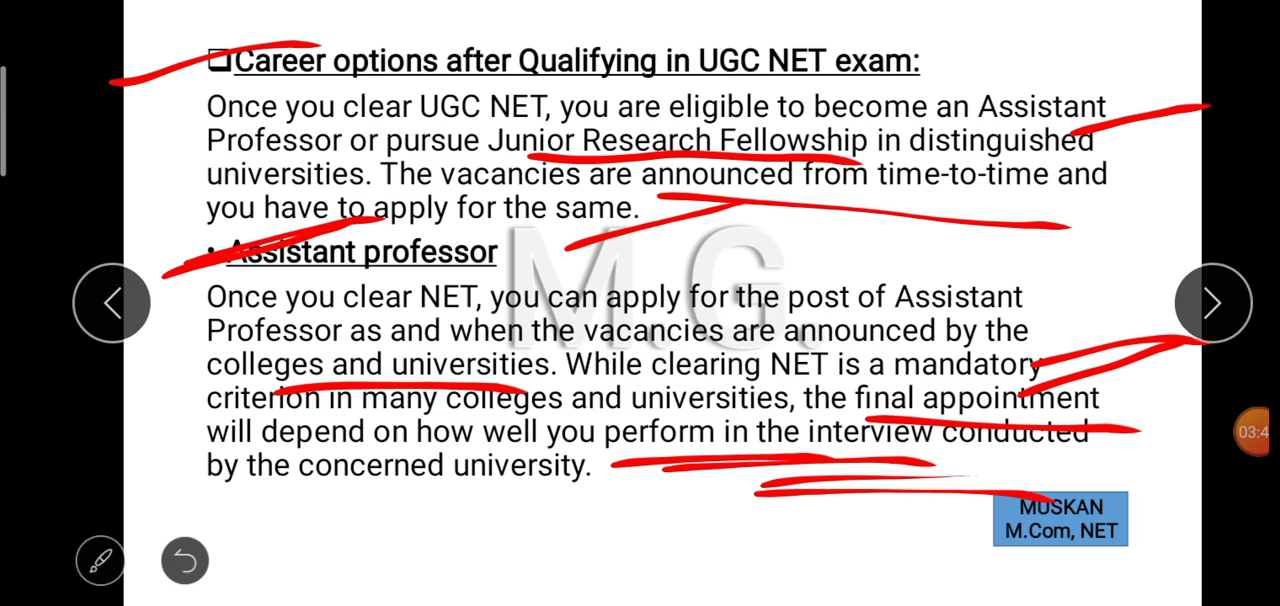 Career options after Qualifying in UGC NET exam:
Once you clear UGC NET, you are eligible to become an Assistant
Professor or pursue Junior Research Fellowship in distinguished
universities. The vacancies are announced from time-to-time and
you have to apply for the same.
• Assistant professor
M.G.
Once you clear NET, you can apply for the post of Assistant
Professor as and when the vacancies are announced by the
colleges and universities. While clearing NET is a mandatory
criterion in many colleges and universities, the final appointment
will depend on how well you perform in the interview conducted
by the concerned university.
MUSKAN
M.Com, NET
03:4